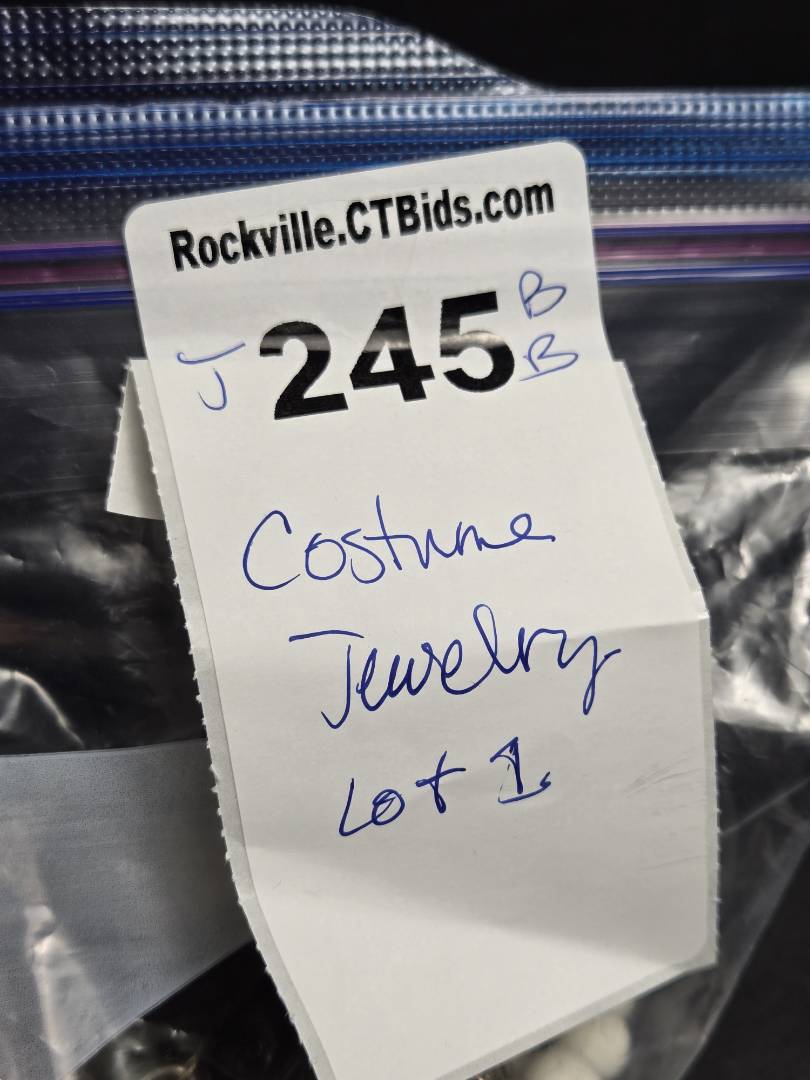 Rockville.CTBids.com
J 245 B
B
Costume
Jewelry
Lot 1